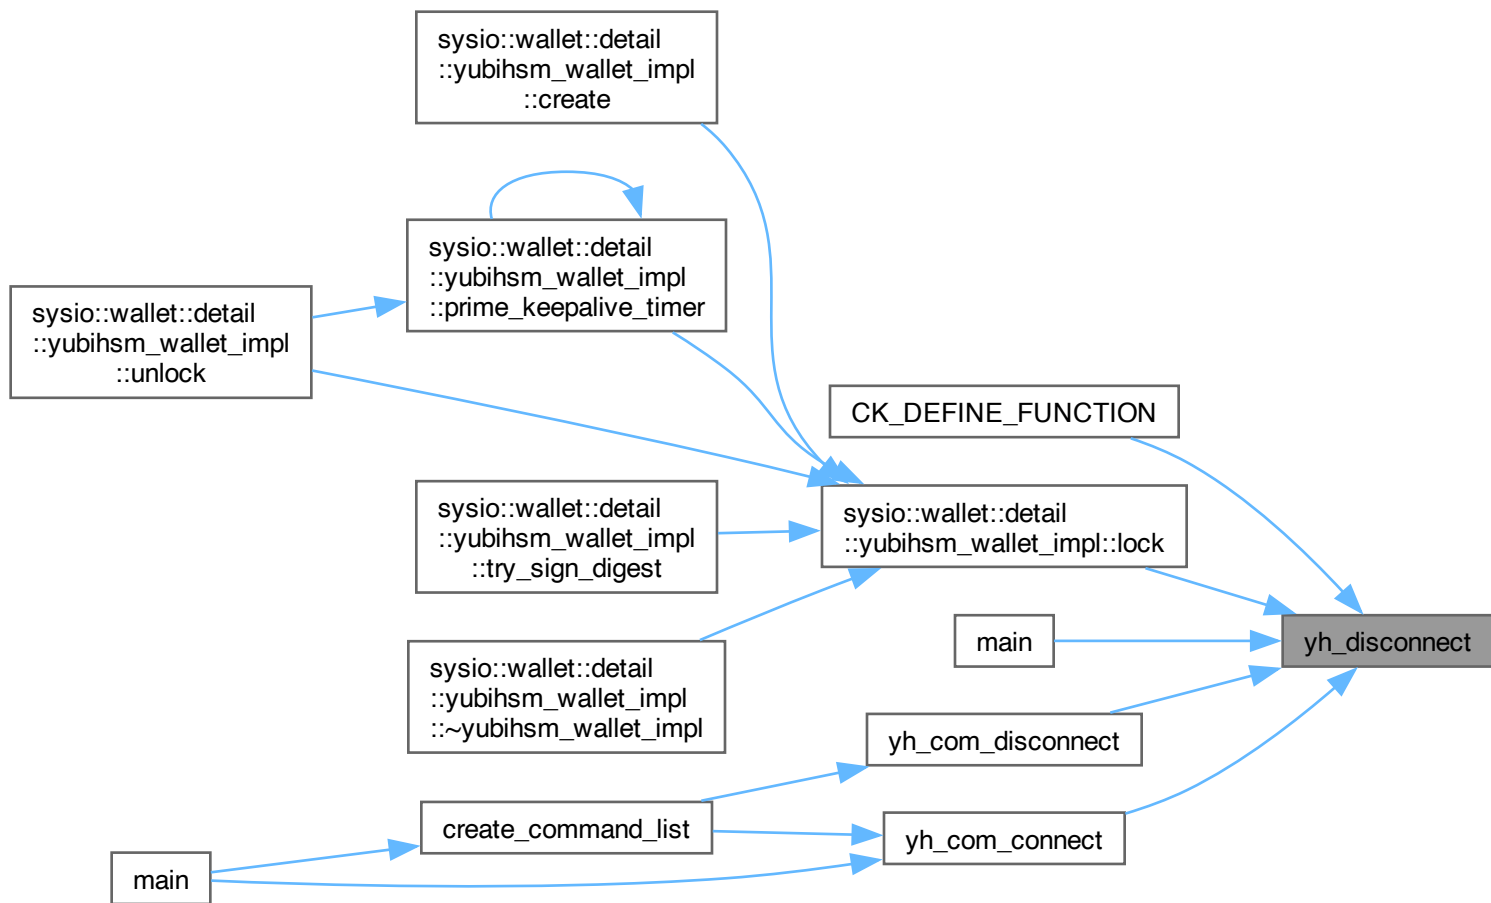 sysio::wallet::detail
::yubihsm_wallet_impl
::create
sysio::wallet::detail
::yubihsm_wallet_impl
::prime_keepalive_timer
sysio::wallet::detail
::yubihsm_wallet_impl
::unlock
CK_DEFINE_FUNCTION
sysio::wallet::detail
::yubihsm_wallet_impl
::try_sign_digest
sysio::wallet::detail
::yubihsm_wallet_impl::lock
main
yh_disconnect
sysio::wallet::detail
::yubihsm_wallet_impl
::~yubihsm_wallet_impl
yh_com_disconnect
create_command_list
yh_com_connect
main